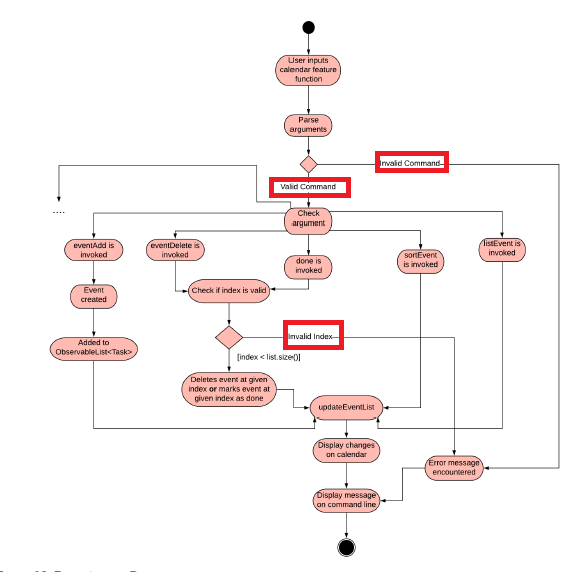 User inputs
calendar feature
function
Parse
arguments
Invalid Command
Valid Command
....
Check
argument
eventAdd is
invoked
eventDelete is
invoked
done is
invoked
sortEvent
is invoked
listEvent is
invoked
Event
created
Check if index is valid
Added to
ObservableList<Task>
Invalid Index
[index < list.size()]
Deletes event at given
index or marks event at
given index as done
updateEventList
Display changes
on calendar
Error message
encountered
Display message
on command line